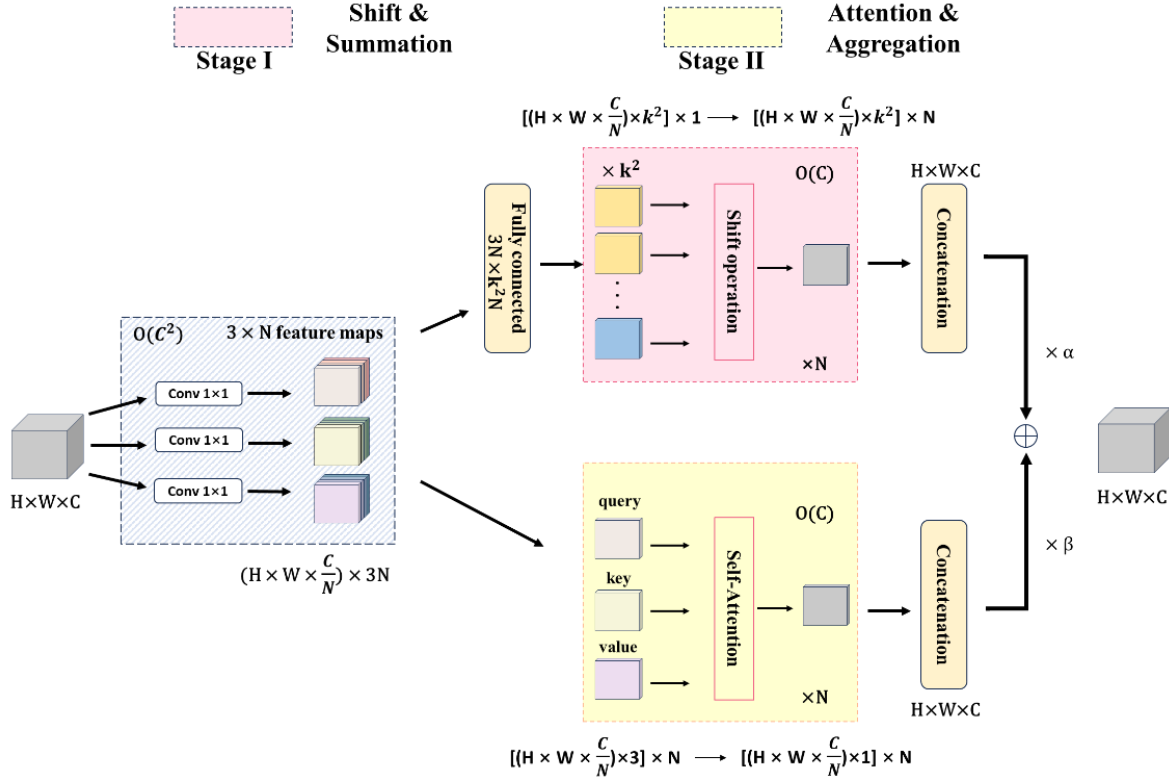 Shift &
Summation
Stage I
Attention &
Aggregation
Stage II
[(H × W × C/N)×k²] × 1 → [(H × W × C/N)×k²] × N
× k²
O(C)
Shift operation
×N
Fully connected
3N × k²N
H×W×C
Concatenation
× α
O(C²)
3 × N feature maps
Conv 1×1
Conv 1×1
Conv 1×1
H×W×C
(H × W × C/N) × 3N
query
key
value
O(C)
Self-Attention
×N
Concatenation
H×W×C
× β
H×W×C
[(H × W × C/N)×3] × N → [(H × W × C/N)×1] × N